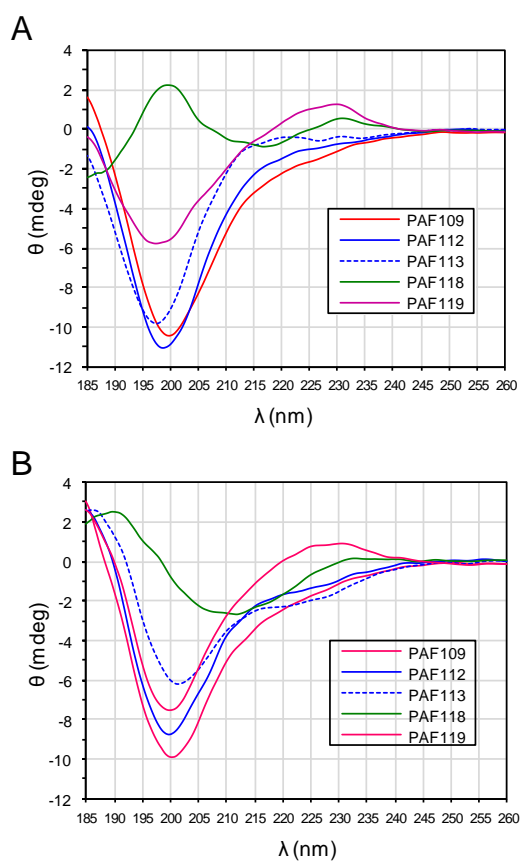 A
4
2
0
-2
-4
-6
-8
-10
-12
θ (mdeg)
PAF109
PAF112
PAF113
PAF118
PAF119
185 190 195 200 205 210 215 220 225 230 235 240 245 250 255 260
λ (nm)
B
4
2
0
-2
-4
-6
-8
-10
-12
θ (mdeg)
PAF109
PAF112
PAF113
PAF118
PAF119
185 190 195 200 205 210 215 220 225 230 235 240 245 250 255 260
λ (nm)